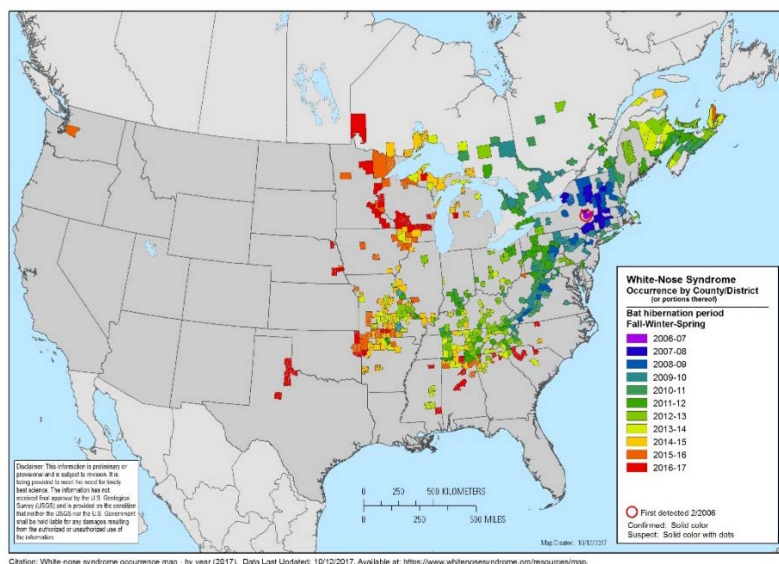 White-Nose Syndrome
Occurrence by County/District
(or portions thereof)
Bat hibernation period
Fall-Winter-Spring
2006-07
2007-08
2008-09
2009-10
2010-11
2011-12
2012-13
2013-14
2014-15
2015-16
2016-17
First detected 2/2006
Confirmed: Solid color
Suspect: Solid color with dots
Disclaimer: This information is preliminary or
provisional and is subject to revision. It is
being provided to meet the need for timely
best science. The information has not
received final approval by the U.S. Geological
Survey (USGS) and is provided on the condition
that neither the USGS nor the U.S. Government
shall be held liable for any damages resulting
from the authorized or unauthorized use of
the information.
0 250 500 KILOMETERS
0 250 500 MILES
Map Created: 10/12/2017
Citation: White-nose syndrome occurrence map - by year (2017). Data Last Updated: 10/12/2017. Available at: https://www.whitenosesyndrome.org/resources/map.